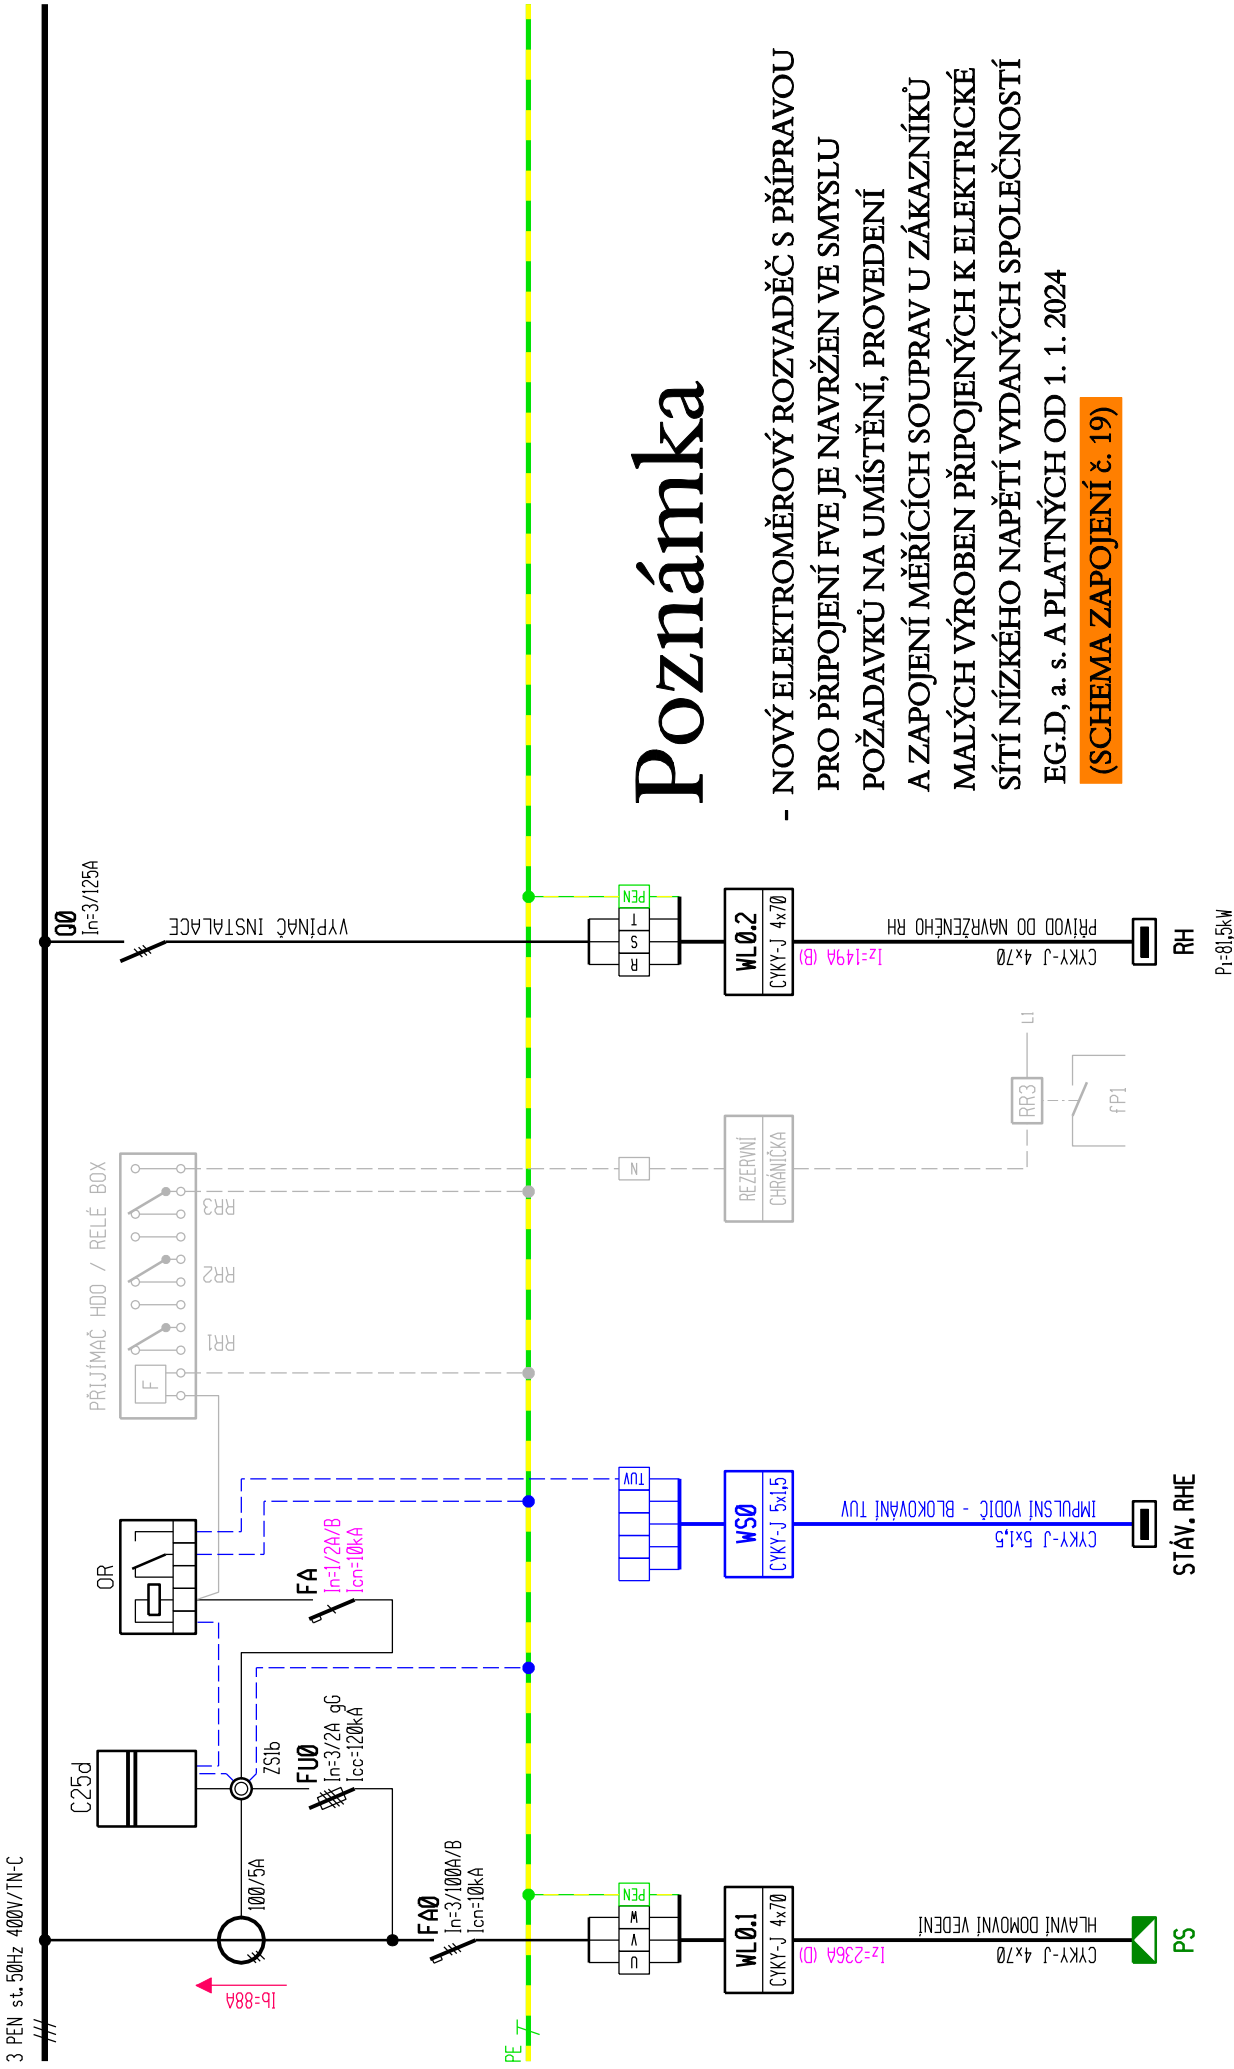 3 PEN st. 50Hz 400V/TN-C
Ib=88A
100/5A
C25d
ZS1b
FU0
In=3/2A gG
Icc=120kA
FA0
In=3/100A/B
Icn=10kA
OR
FA
In=1/2A/B
Icn=10kA
PŘIJÍMAČ HDO / RELÉ BOX
F
RR1
RR2
RR3
Q0
In=3/125A
VYPÍNAČ INSTALACE
PE
U
V
W
PEN
WL0.1
CYKY-J 4x70
Iz=236A (D)
HLAVNÍ DOMOVNÍ VEDENÍ
CYKY-J 4x70
PS
TUV
WS0
CYKY-J 5x1,5
IMPULSNÍ VODIČ - BLOKOVÁNÍ TUV
CYKY-J 5x1,5
STÁV. RHE
N
REZERVNÍ
CHRÁNIČKA
RR3
L1
fP1
R
S
T
PEN
WL0.2
CYKY-J 4x70
Iz=149A (B)
PŘÍVOD DO NAVRŽENÉHO RH
CYKY-J 4x70
RH
P1=81,5kW
Poznámka
- NOVÝ ELEKTROMĚROVÝ ROZVADĚČ S PŘÍPRAVOU
PRO PŘIPOJENÍ FVE JE NAVRŽEN VE SMYSLU
POŽADAVKŮ NA UMÍSTĚNÍ, PROVEDENÍ
A ZAPOJENÍ MĚŘÍCÍCH SOUPRAV U ZÁKAZNÍKŮ
MALÝCH VÝROBEN PŘIPOJENÝCH K ELEKTRICKÉ
SÍTÍ NÍZKÉHO NAPĚTÍ VYDANÝCH SPOLEČNOSTÍ
EG.D, a. s. A PLATNÝCH OD 1. 1. 2024
(SCHEMA ZAPOJENÍ č. 19)